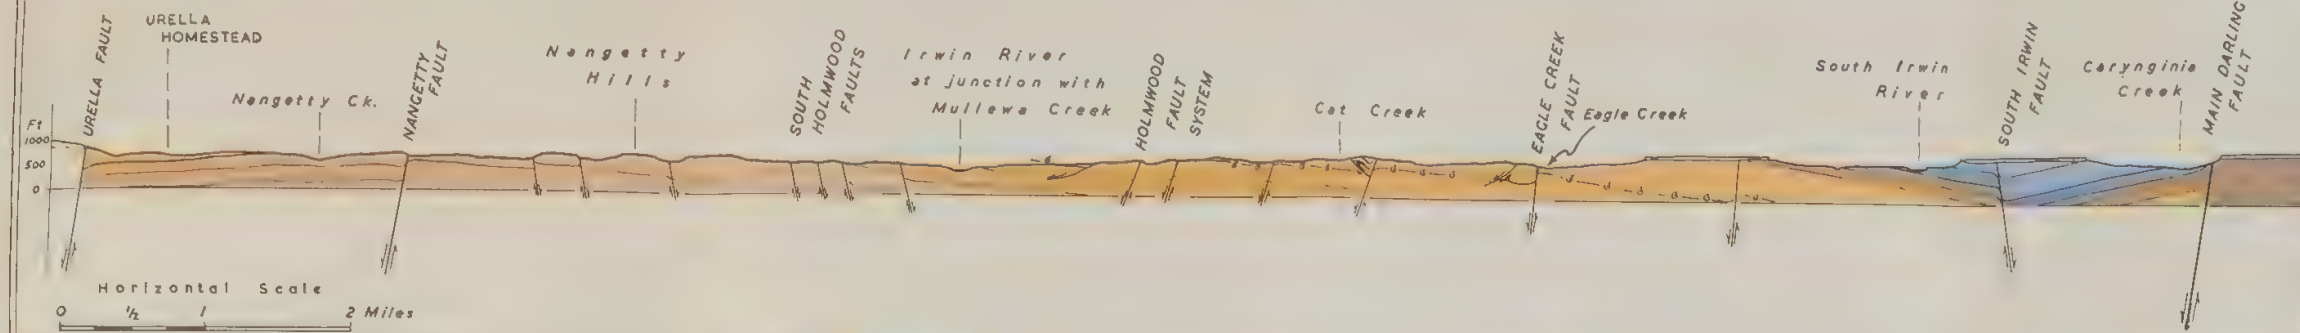 URELLA FAULT
URELLA
HOMESTEAD
Nangetty Ck.
NANGETTY
FAULT
Nangetty
Hills
SOUTH
HOLMWOOD
FAULTS
Irwin River
at junction with
Mullewa Creek
HOLMWOOD
FAULT
SYSTEM
Cat Creek
EAGLE CREEK
FAULT
Eagle Creek
South Irwin
River
SOUTH IRWIN
FAULT
Carynginia
Creek
MAIN DARLING
FAULT
Ft
1000
500
0
Horizontal Scale
0 1/2 1 2 Miles